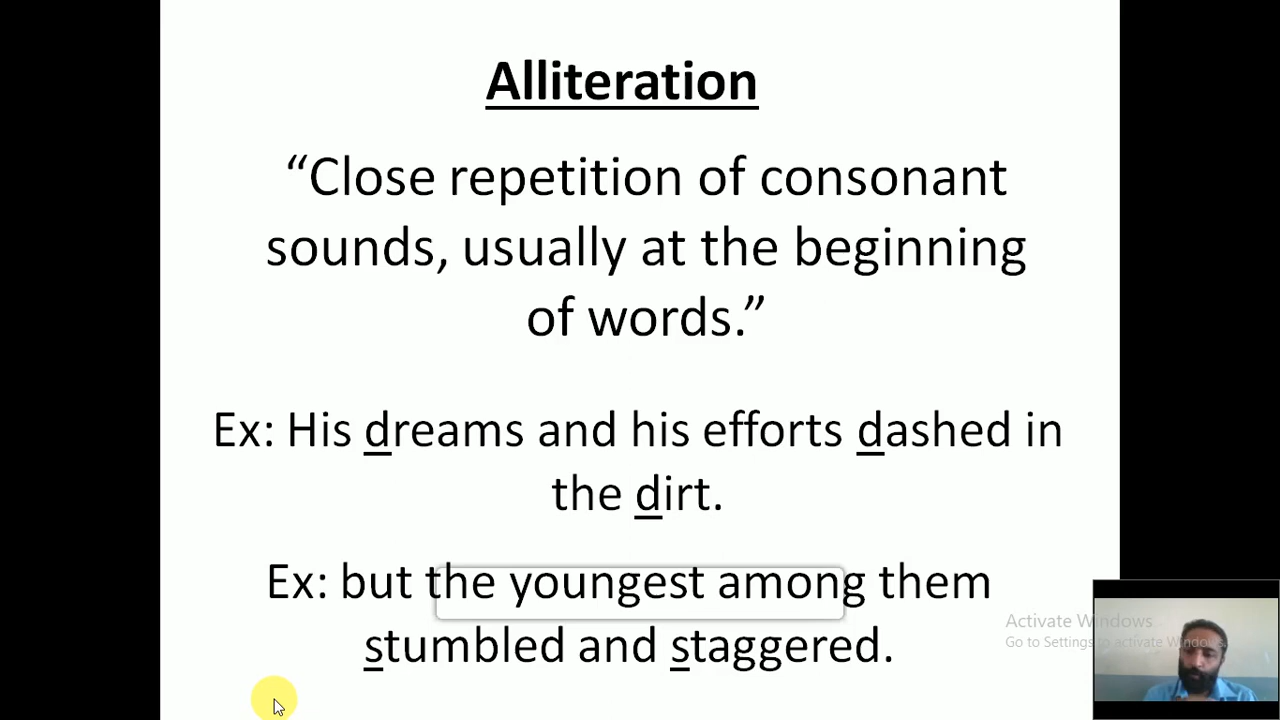 Alliteration
“Close repetition of consonant
sounds, usually at the beginning
of words.”
Ex: His dreams and his efforts dashed in
the dirt.
Ex: but the youngest among them
stumbled and staggered.
Activate Windows
Go to Settings to activate Windows.